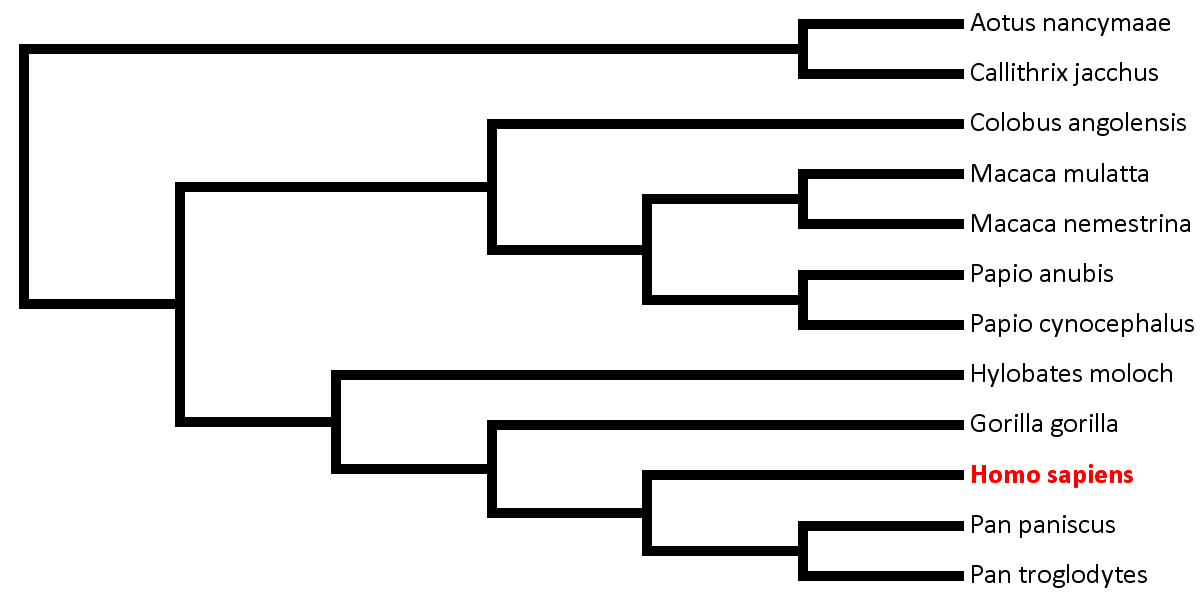 Aotus nancymaae
Callithrix jacchus
Colobus angolensis
Macaca mulatta
Macaca nemestrina
Papio anubis
Papio cynocephalus
Hylobates moloch
Gorilla gorilla
Homo sapiens
Pan paniscus
Pan troglodytes